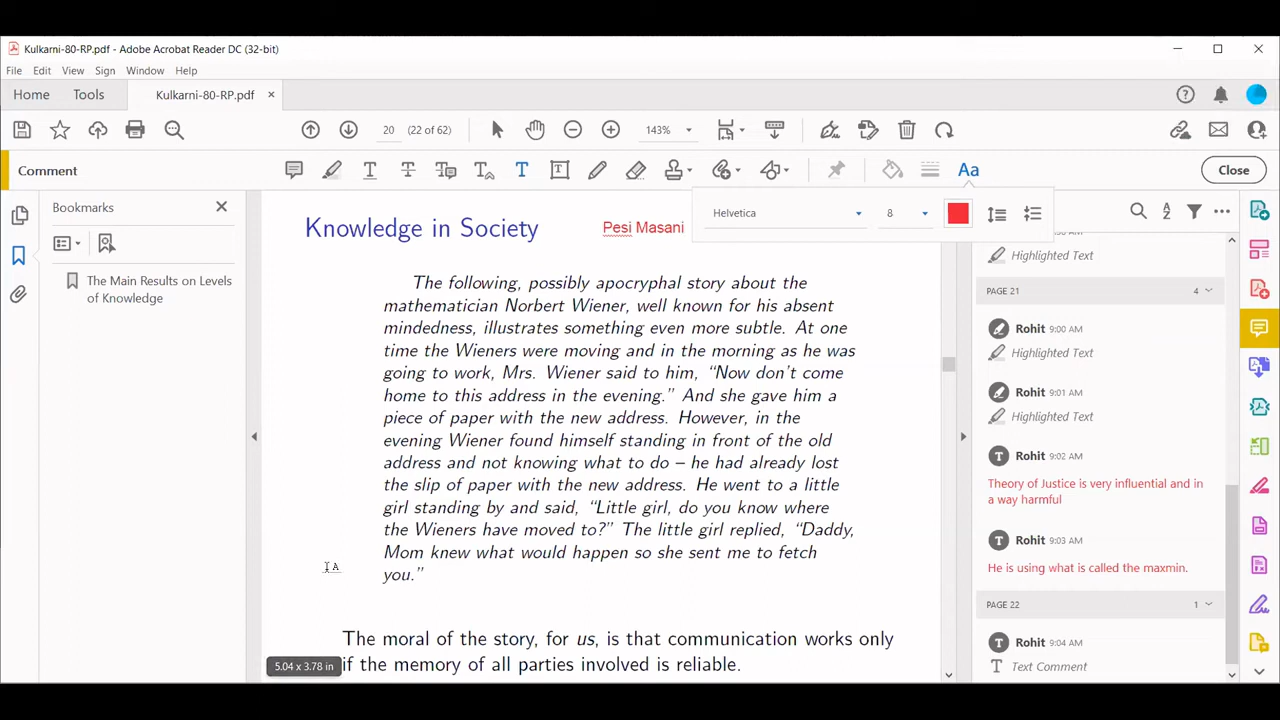 Kulkarni-80-RP.pdf - Adobe Acrobat Reader DC (32-bit)
File Edit View Sign Window Help
Home Tools Kulkarni-80-RP.pdf
20 (22 of 62) 143%
Comment Close
Bookmarks
The Main Results on Levels
of Knowledge
Helvetica 8
Knowledge in Society Pesi Masani
The following, possibly apocryphal story about the
mathematician Norbert Wiener, well known for his absent
mindedness, illustrates something even more subtle. At one
time the Wieners were moving and in the morning as he was
going to work, Mrs. Wiener said to him, “Now don’t come
home to this address in the evening.” And she gave him a
piece of paper with the new address. However, in the
evening Wiener found himself standing in front of the old
address and not knowing what to do – he had already lost
the slip of paper with the new address. He went to a little
girl standing by and said, “Little girl, do you know where
the Wieners have moved to?” The little girl replied, “Daddy,
Mom knew what would happen so she sent me to fetch
you.”
The moral of the story, for us, is that communication works only
if the memory of all parties involved is reliable.
5.04 x 3.78 in
Highlighted Text
PAGE 21 4
Rohit 9:00 AM
Highlighted Text
Rohit 9:01 AM
Highlighted Text
Rohit 9:02 AM
Theory of Justice is very influential and in
a way harmful
Rohit 9:03 AM
He is using what is called the maxmin.
PAGE 22 1
Rohit 9:04 AM
Text Comment